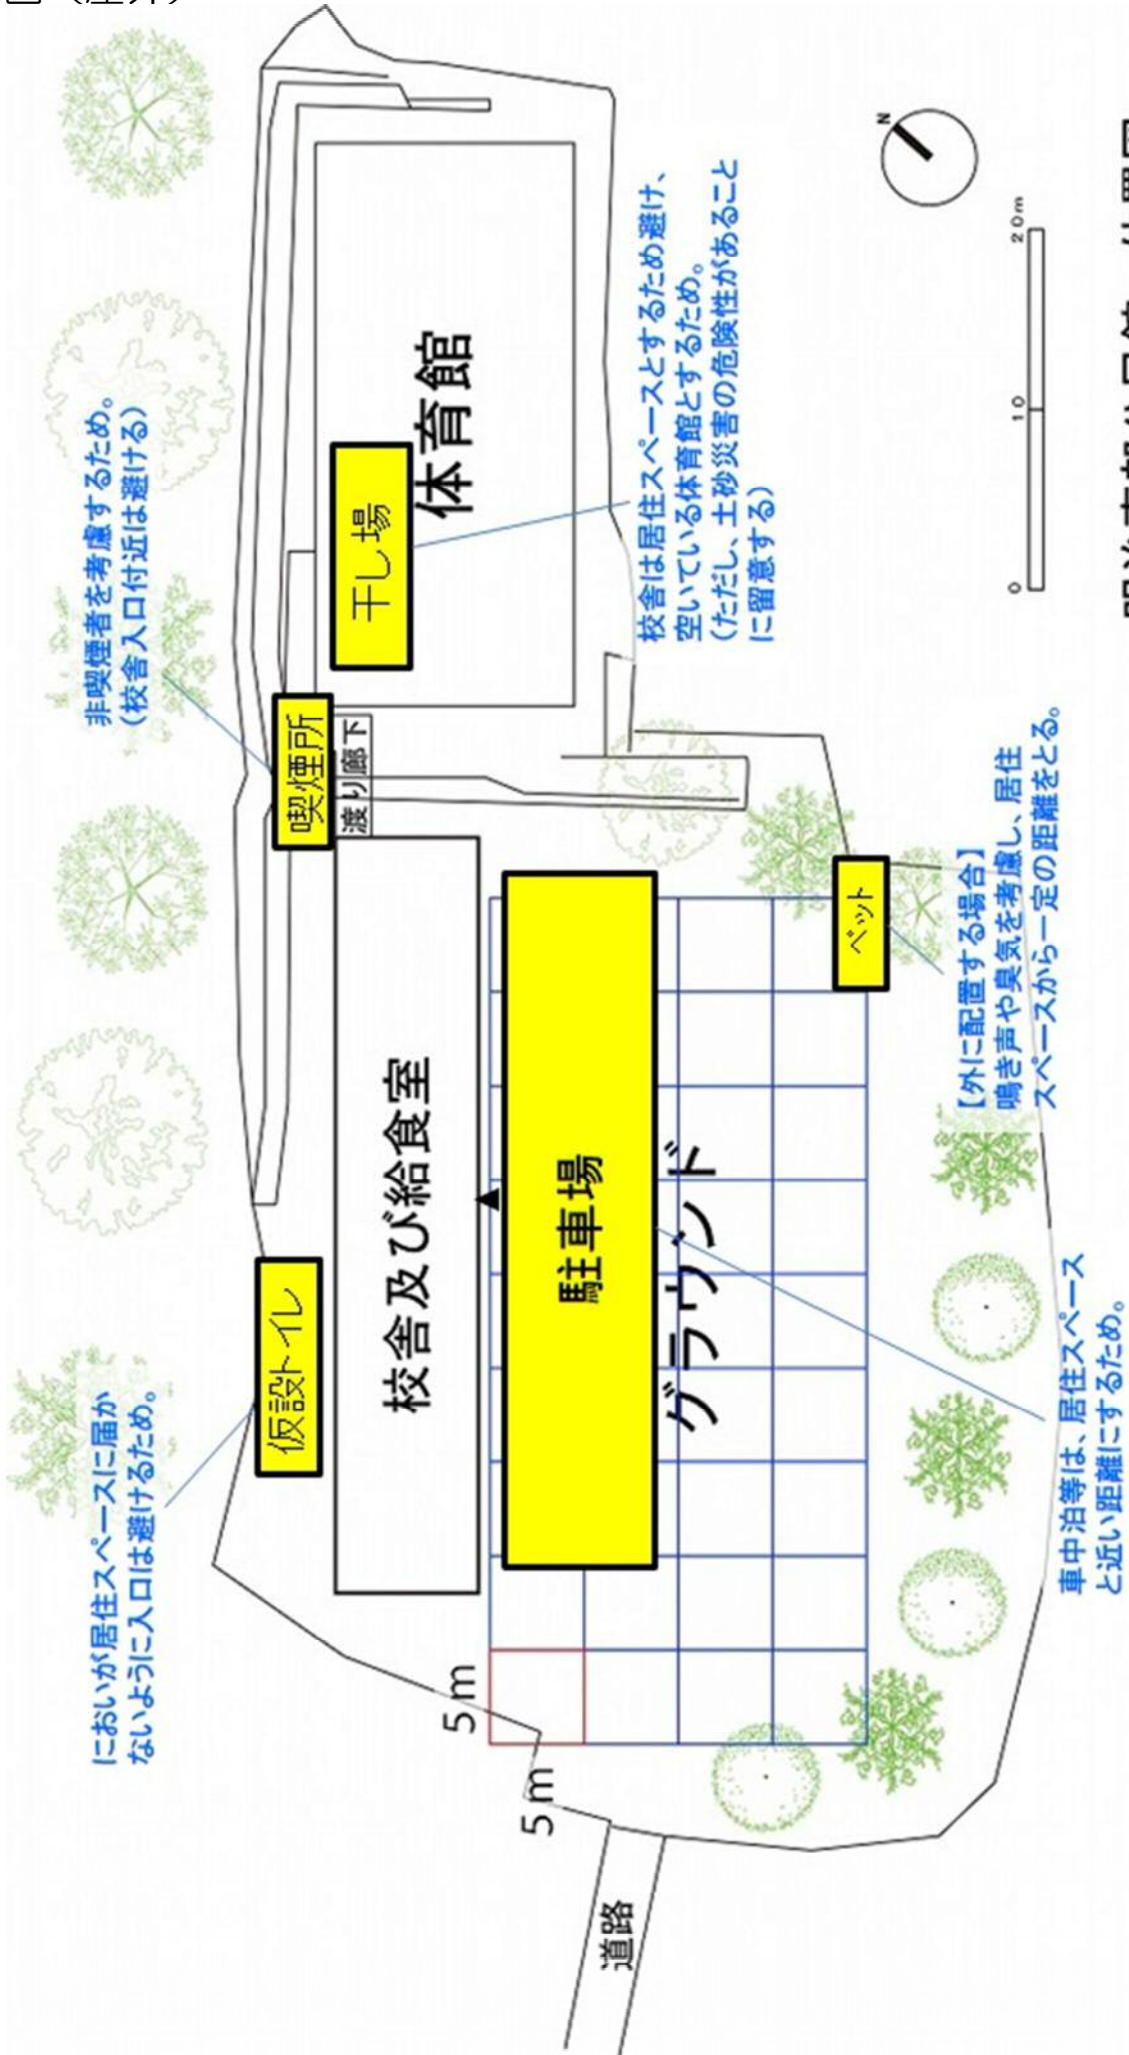 においが居住スペースに届か
ないように入口は避けるため。
非喫煙者を考慮するため。
（校舎入口付近は避ける）
仮設トイレ
喫煙所
渡り廊下
干し場
体育館
校舎及び給食室
校舎は居住スペースとするため避け、
空いている体育館とするため。
（ただし、土砂災害の危険性があること
に留意する）
5m
5m
駐車場
グラウンド
ペット
道路
【外に配置する場合】
鳴き声や臭気を考慮し、居住
スペースから一定の距離をとる。
車中泊等は、居住スペース
と近い距離にするため。
N
0
10
20m